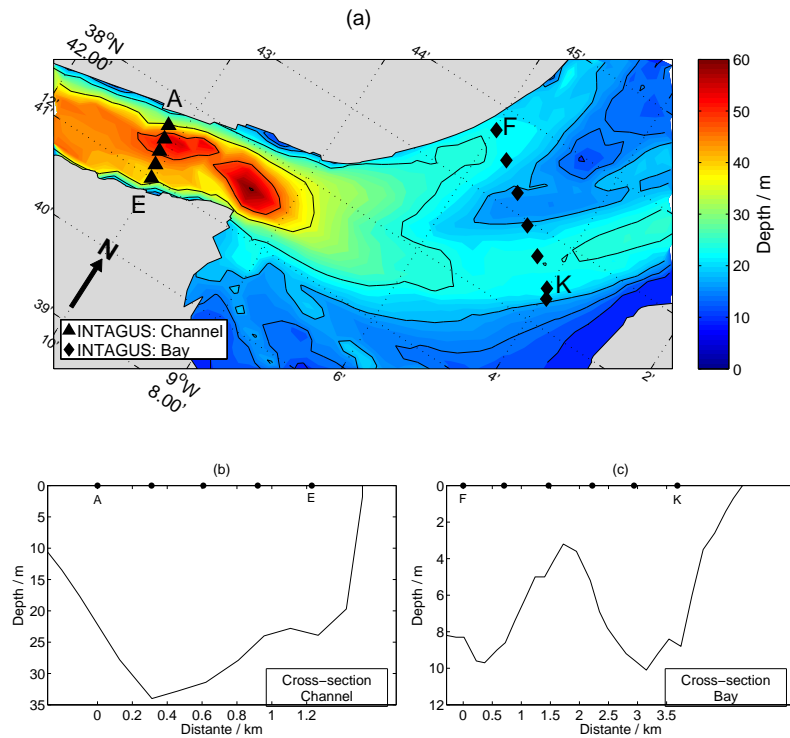 (a)
38oN
42.00'
43'
44'
45'
12'
41'
A
F
E
40'
N
K
39'
10'
INTAGUS: Channel
INTAGUS: Bay
9oW
8.00'
6'
4'
2'
60
50
40
30
20
10
0
Depth / m
(b)
0
5
10
15
20
25
30
35
A
E
Depth / m
Cross−section
Channel
0 0.2 0.4 0.6 0.8 1 1.2
Distante / km
(c)
0
2
4
6
8
10
12
F
K
Depth / m
Cross−section
Bay
0 0.5 1 1.5 2 2.5 3 3.5
Distante / km